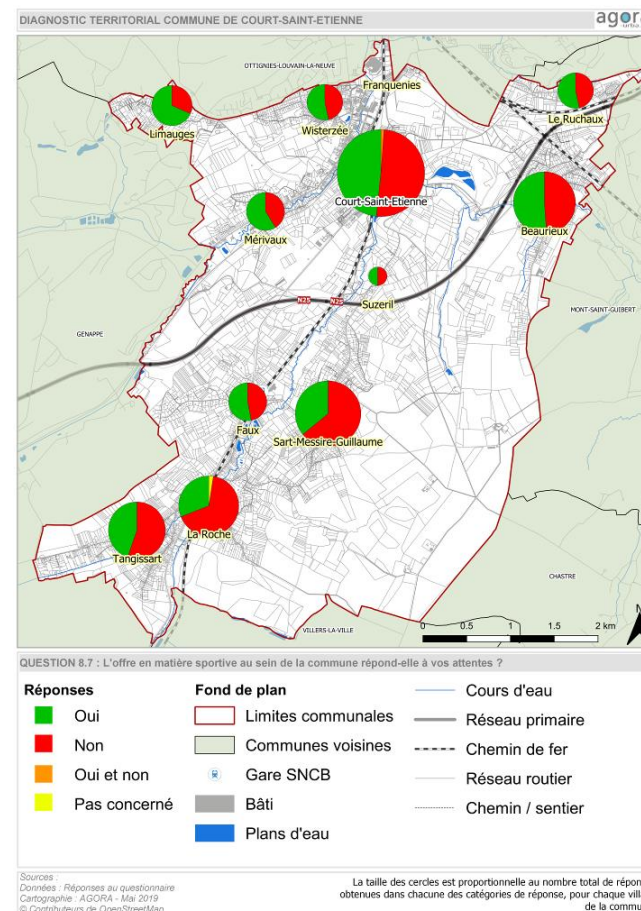 DIAGNOSTIC TERRITORIAL COMMUNE DE COURT-SAINT-ETIENNE
agora
OTTIGNIES-LOUVAIN-LA-NEUVE
Franquenies
Limauges
Wisterzée
Le Ruchaux
Court-Saint-Etienne
Mérivaux
Beaurieux
Suzeril
N25
N25
MONT-SAINT-GUIBERT
GENAPPE
Faux
Sart-Messire-Guillaume
La Roche
Tangissart
CHASTRE
VILLERS-LA-VILLE
N
0 0.5 1 1.5 2 km
QUESTION 8.7 : L'offre en matière sportive au sein de la commune répond-elle à vos attentes ?
Réponses
Oui
Non
Oui et non
Pas concerné
Fond de plan
Limites communales
Communes voisines
Gare SNCB
Bâti
Plans d'eau
Cours d'eau
Réseau primaire
Chemin de fer
Réseau routier
Chemin / sentier
Sources :
Données : Réponses au questionnaire
Cartographie : AGORA - Mai 2019
© Contributeurs de OpenStreetMap
La taille des cercles est proportionnelle au nombre total de répon
obtenues dans chacune des catégories de réponse, pour chaque villa
de la commu